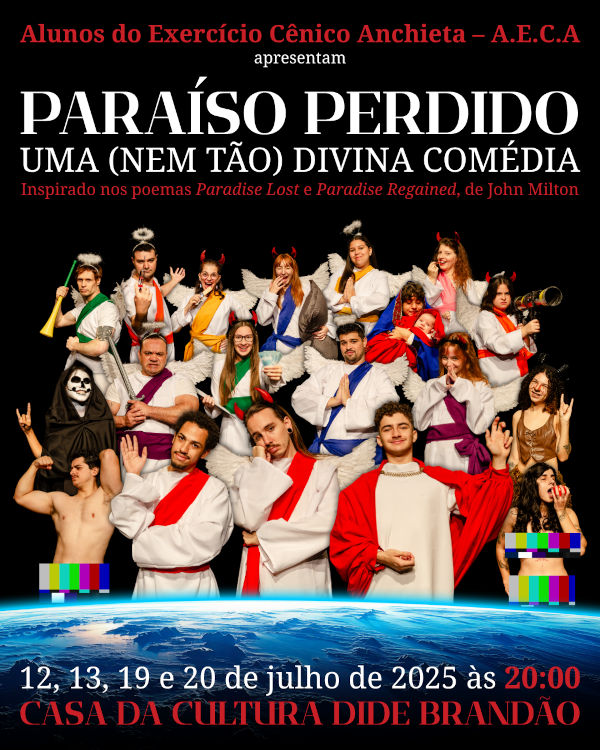 Alunos do Exercício Cênico Anchieta – A.E.C.A
apresentam
PARAÍSO PERDIDO
UMA (NEM TÃO) DIVINA COMÉDIA
Inspirado nos poemas Paradise Lost e Paradise Regained, de John Milton
12, 13, 19 e 20 de julho de 2025 às 20:00
CASA DA CULTURA DIDE BRANDÃO